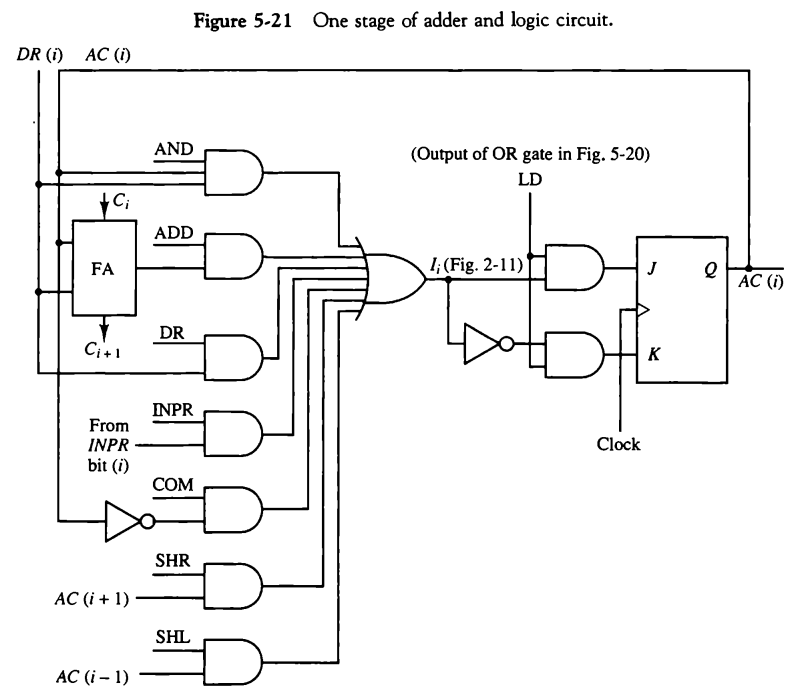 Figure 5-21 One stage of adder and logic circuit.
DR (i) AC (i)
AND
(Output of OR gate in Fig. 5-20)
LD
C_i
ADD
FA
I_i (Fig. 2-11)
J
Q
AC (i)
DR
C_{i+1}
K
INPR
From
INPR
bit (i)
Clock
COM
SHR
AC (i + 1)
SHL
AC (i – 1)